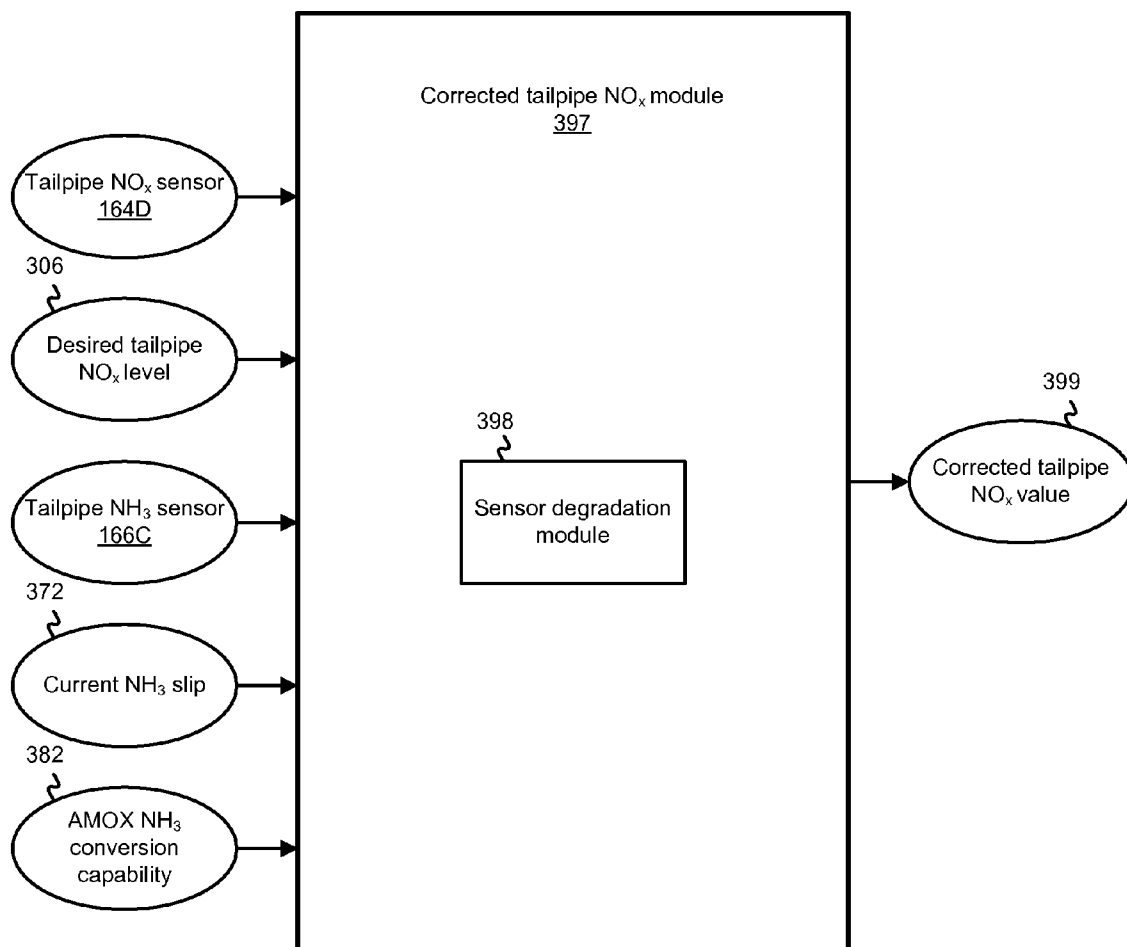 Corrected tailpipe NOx module
397
Tailpipe NOx sensor
164D
306
Desired tailpipe
NOx level
398
Sensor degradation
module
399
Corrected tailpipe
NOx value
Tailpipe NH3 sensor
166C
372
Current NH3 slip
382
AMOX NH3
conversion
capability